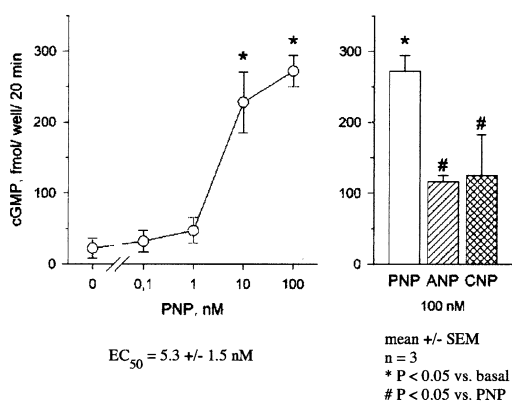 cGMP, fmol/well/ 20 min
300
200
100
0
*
*
0
0,1
1
10
100
PNP, nM
EC50 = 5.3 +/- 1.5 nM
300
200
100
0
*
#
#
PNP ANP CNP
100 nM
mean +/- SEM
n = 3
* P < 0.05 vs. basal
# P < 0.05 vs. PNP